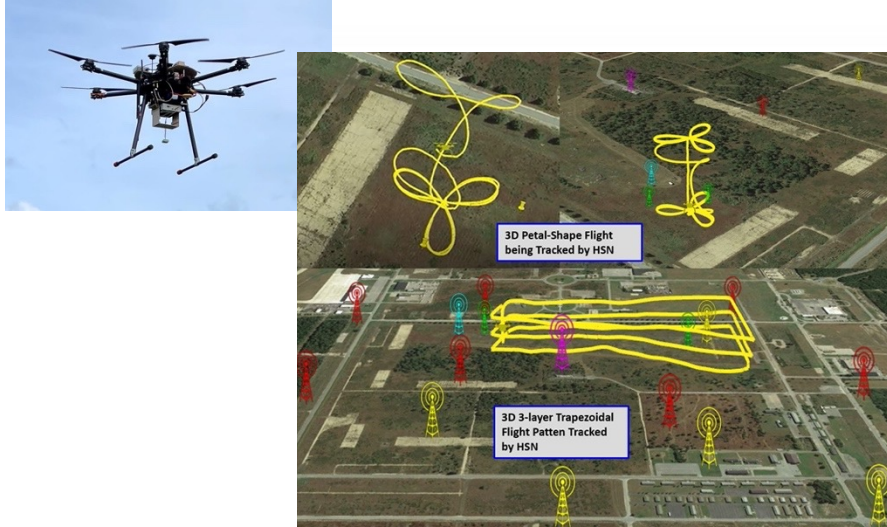 3D Petal-Shape Flight
being Tracked by HSN
3D 3-layer Trapezoidal
Flight Patten Tracked
by HSN